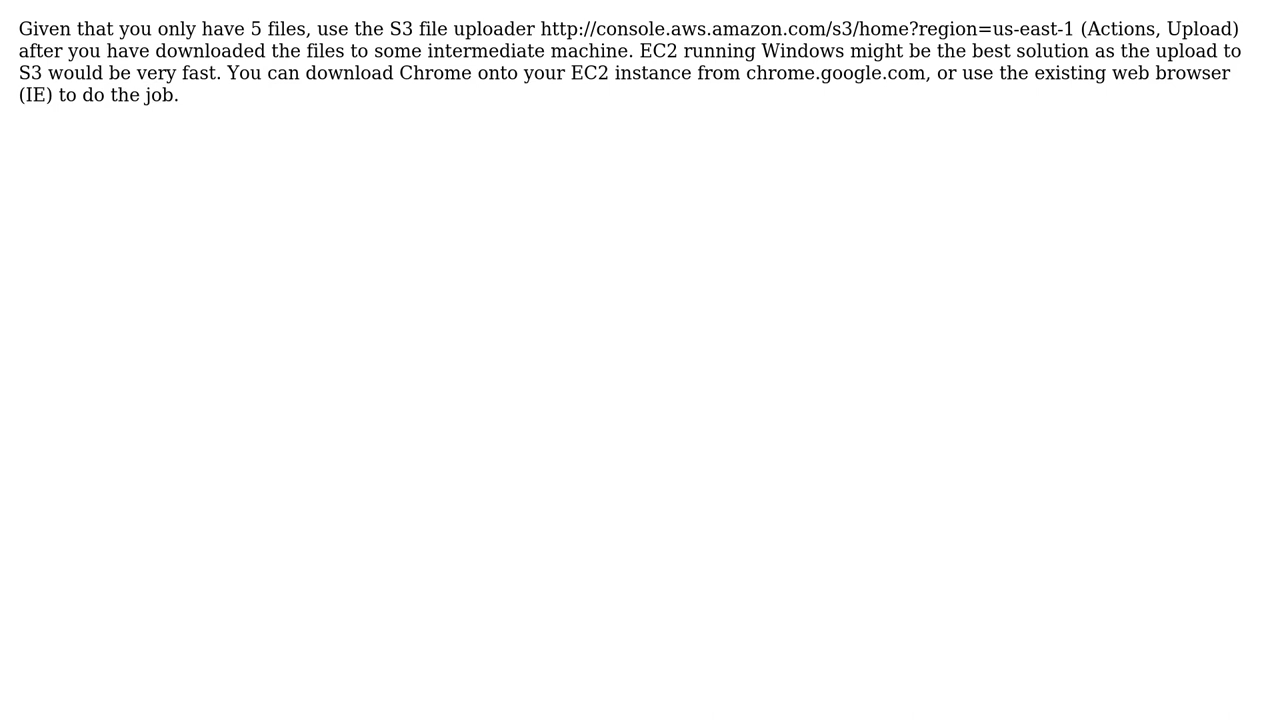 Given that you only have 5 files, use the S3 file uploader http://console.aws.amazon.com/s3/home?region=us-east-1 (Actions, Upload)
after you have downloaded the files to some intermediate machine. EC2 running Windows might be the best solution as the upload to
S3 would be very fast. You can download Chrome onto your EC2 instance from chrome.google.com, or use the existing web browser
(IE) to do the job.